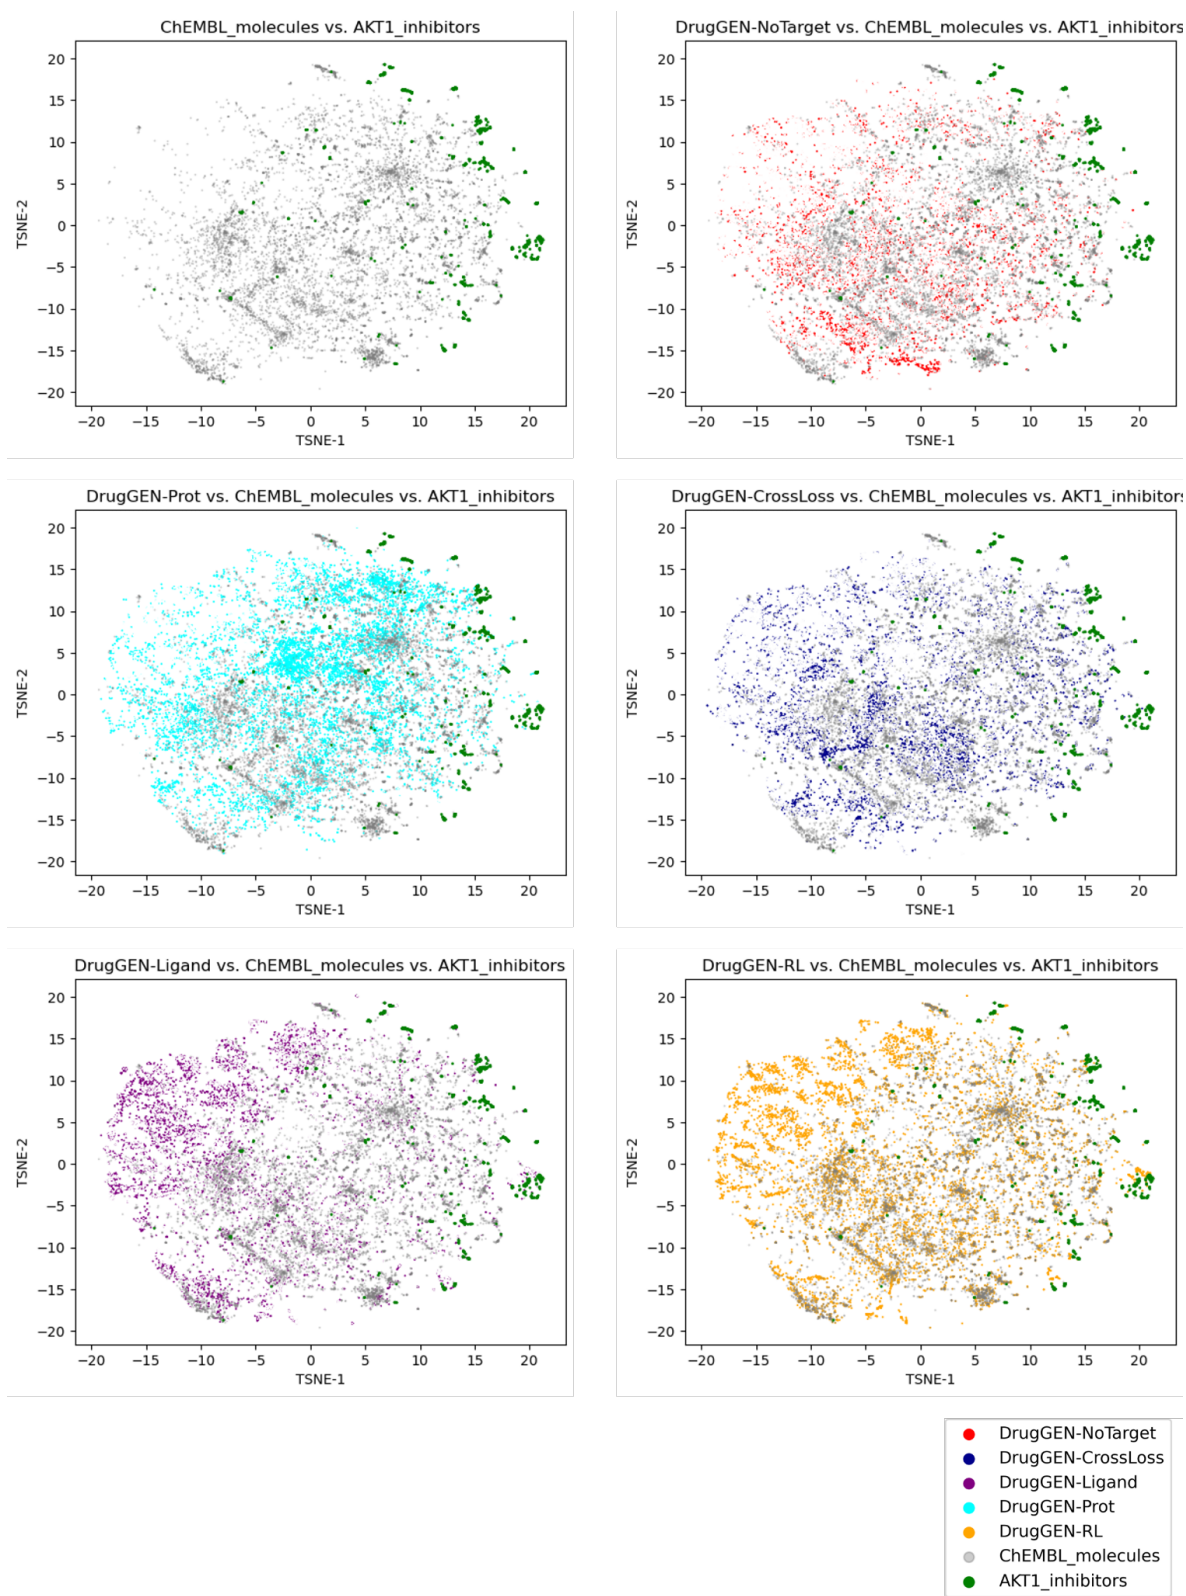 ChEMBL_molecules vs. AKT1_inhibitors
20
15
10
5
0
−5
−10
−15
−20
TSNE-2
−20 −15 −10 −5 0 5 10 15 20
TSNE-1
DrugGEN-NoTarget vs. ChEMBL_molecules vs. AKT1_inhibitors
20
15
10
5
0
−5
−10
−15
−20
TSNE-2
−20 −15 −10 −5 0 5 10 15 20
TSNE-1
DrugGEN-Prot vs. ChEMBL_molecules vs. AKT1_inhibitors
20
15
10
5
0
−5
−10
−15
−20
TSNE-2
−20 −15 −10 −5 0 5 10 15 20
TSNE-1
DrugGEN-CrossLoss vs. ChEMBL_molecules vs. AKT1_inhibitors
20
15
10
5
0
−5
−10
−15
−20
TSNE-2
−20 −15 −10 −5 0 5 10 15 20
TSNE-1
DrugGEN-Ligand vs. ChEMBL_molecules vs. AKT1_inhibitors
20
15
10
5
0
−5
−10
−15
−20
TSNE-2
−20 −15 −10 −5 0 5 10 15 20
TSNE-1
DrugGEN-RL vs. ChEMBL_molecules vs. AKT1_inhibitors
20
15
10
5
0
−5
−10
−15
−20
TSNE-2
−20 −15 −10 −5 0 5 10 15 20
TSNE-1
DrugGEN-NoTarget
DrugGEN-CrossLoss
DrugGEN-Ligand
DrugGEN-Prot
DrugGEN-RL
ChEMBL_molecules
AKT1_inhibitors